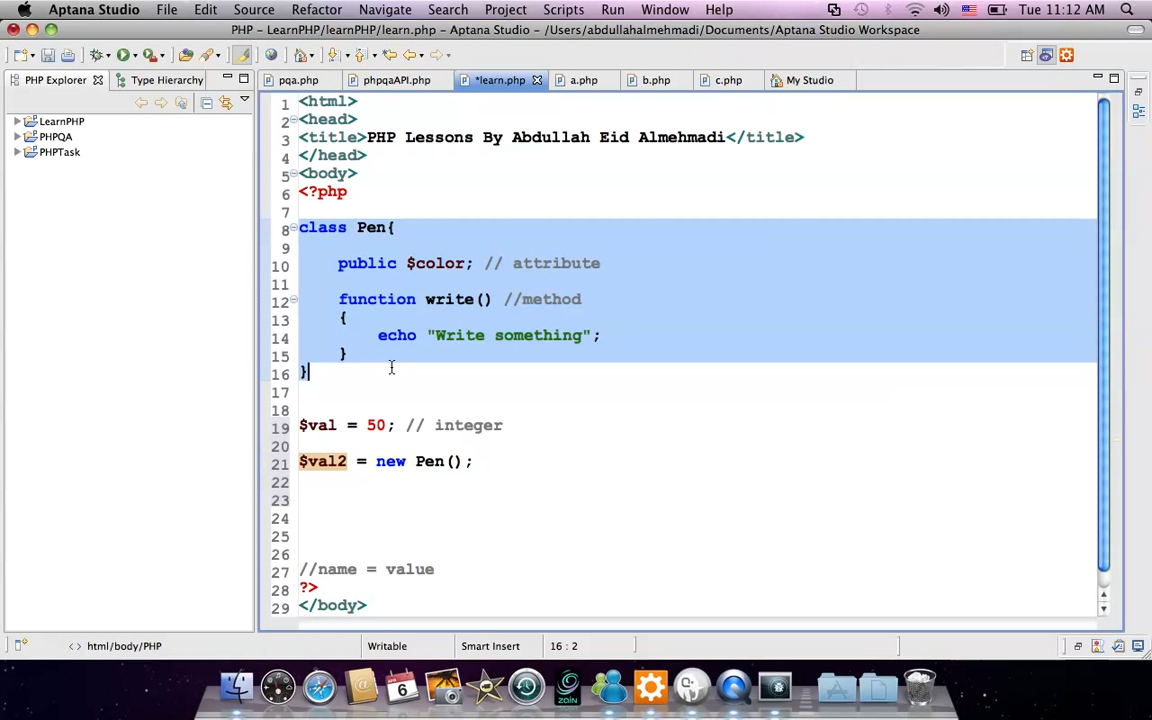 Aptana Studio File Edit Source Refactor Navigate Search Project Scripts Run Window Help Tue 11:12 AM
PHP - LearnPHP/learnPHP/learn.php - Aptana Studio - /Users/abdullahalmehmadi/Documents/Aptana Studio Workspace
PHP Explorer Type Hierarchy pqa.php phpqaAPI.php *learn.php a.php b.php c.php My Studio
LearnPHP
PHPQA
PHPTask
1 <html>
2 <head>
3 <title>PHP Lessons By Abdullah Eid Almehmadi</title>
4 </head>
5 <body>
6 <?php
7
8 class Pen{
9
10 public $color; // attribute
11
12 function write() //method
13 {
14 echo "Write something";
15 }
16 }
17
18
19 $val = 50; // integer
20
21 $val2 = new Pen();
22
23
24
25
26
27 //name = value
28 ?>
29 </body>
<> html/body/PHP Writable Smart Insert 16 : 2
JUL
6
zain